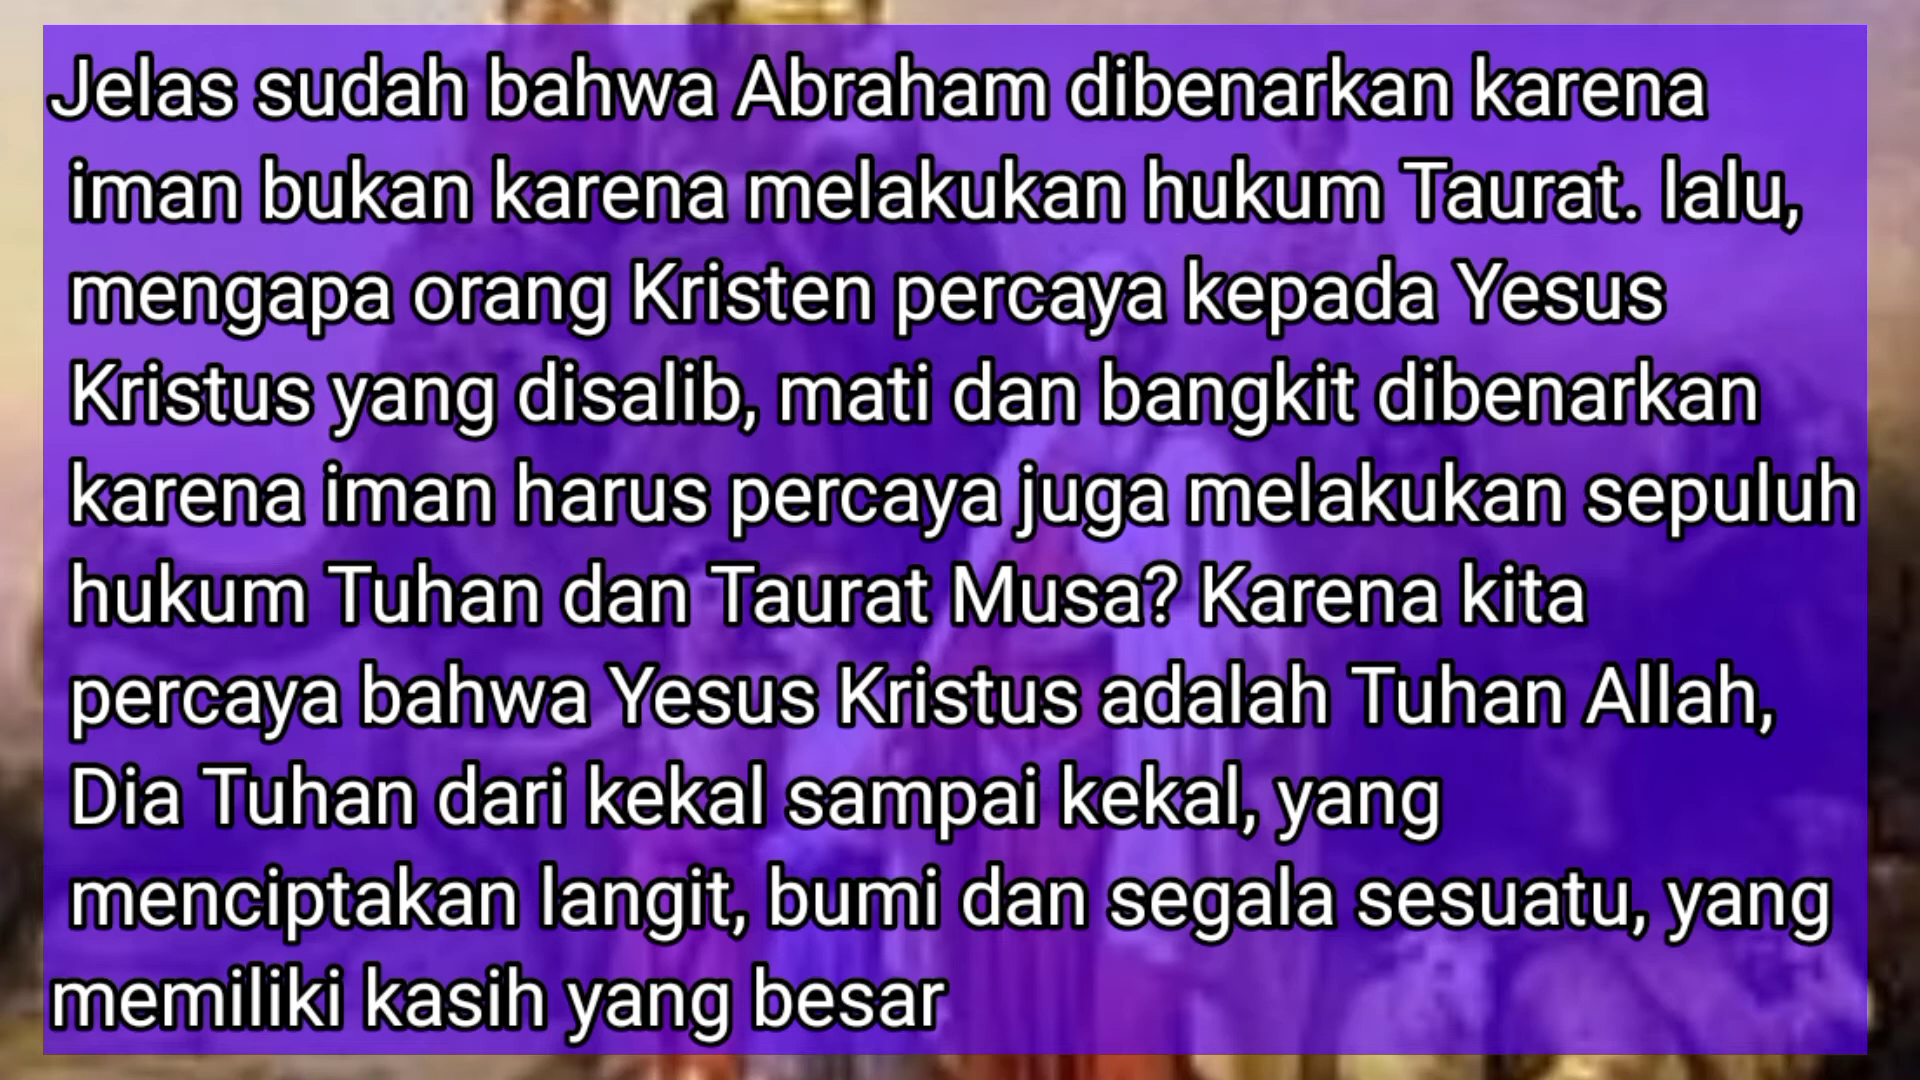 Jelas sudah bahwa Abraham dibenarkan karena
iman bukan karena melakukan hukum Taurat. lalu,
mengapa orang Kristen percaya kepada Yesus
Kristus yang disalib, mati dan bangkit dibenarkan
karena iman harus percaya juga melakukan sepuluh
hukum Tuhan dan Taurat Musa? Karena kita
percaya bahwa Yesus Kristus adalah Tuhan Allah,
Dia Tuhan dari kekal sampai kekal, yang
menciptakan langit, bumi dan segala sesuatu, yang
memiliki kasih yang besar